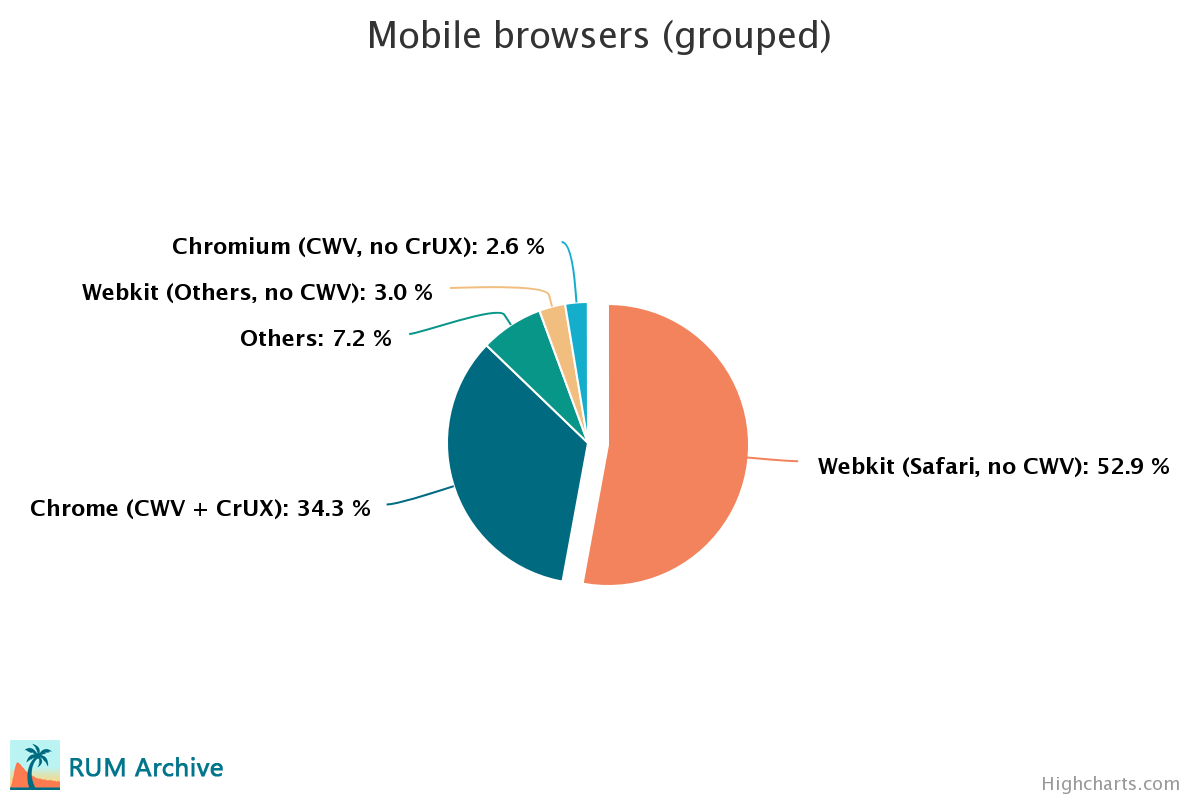 Mobile browsers (grouped)
Chromium (CWV, no CrUX): 2.6 %
Webkit (Others, no CWV): 3.0 %
Others: 7.2 %
Webkit (Safari, no CWV): 52.9 %
Chrome (CWV + CrUX): 34.3 %
RUM Archive
Highcharts.com